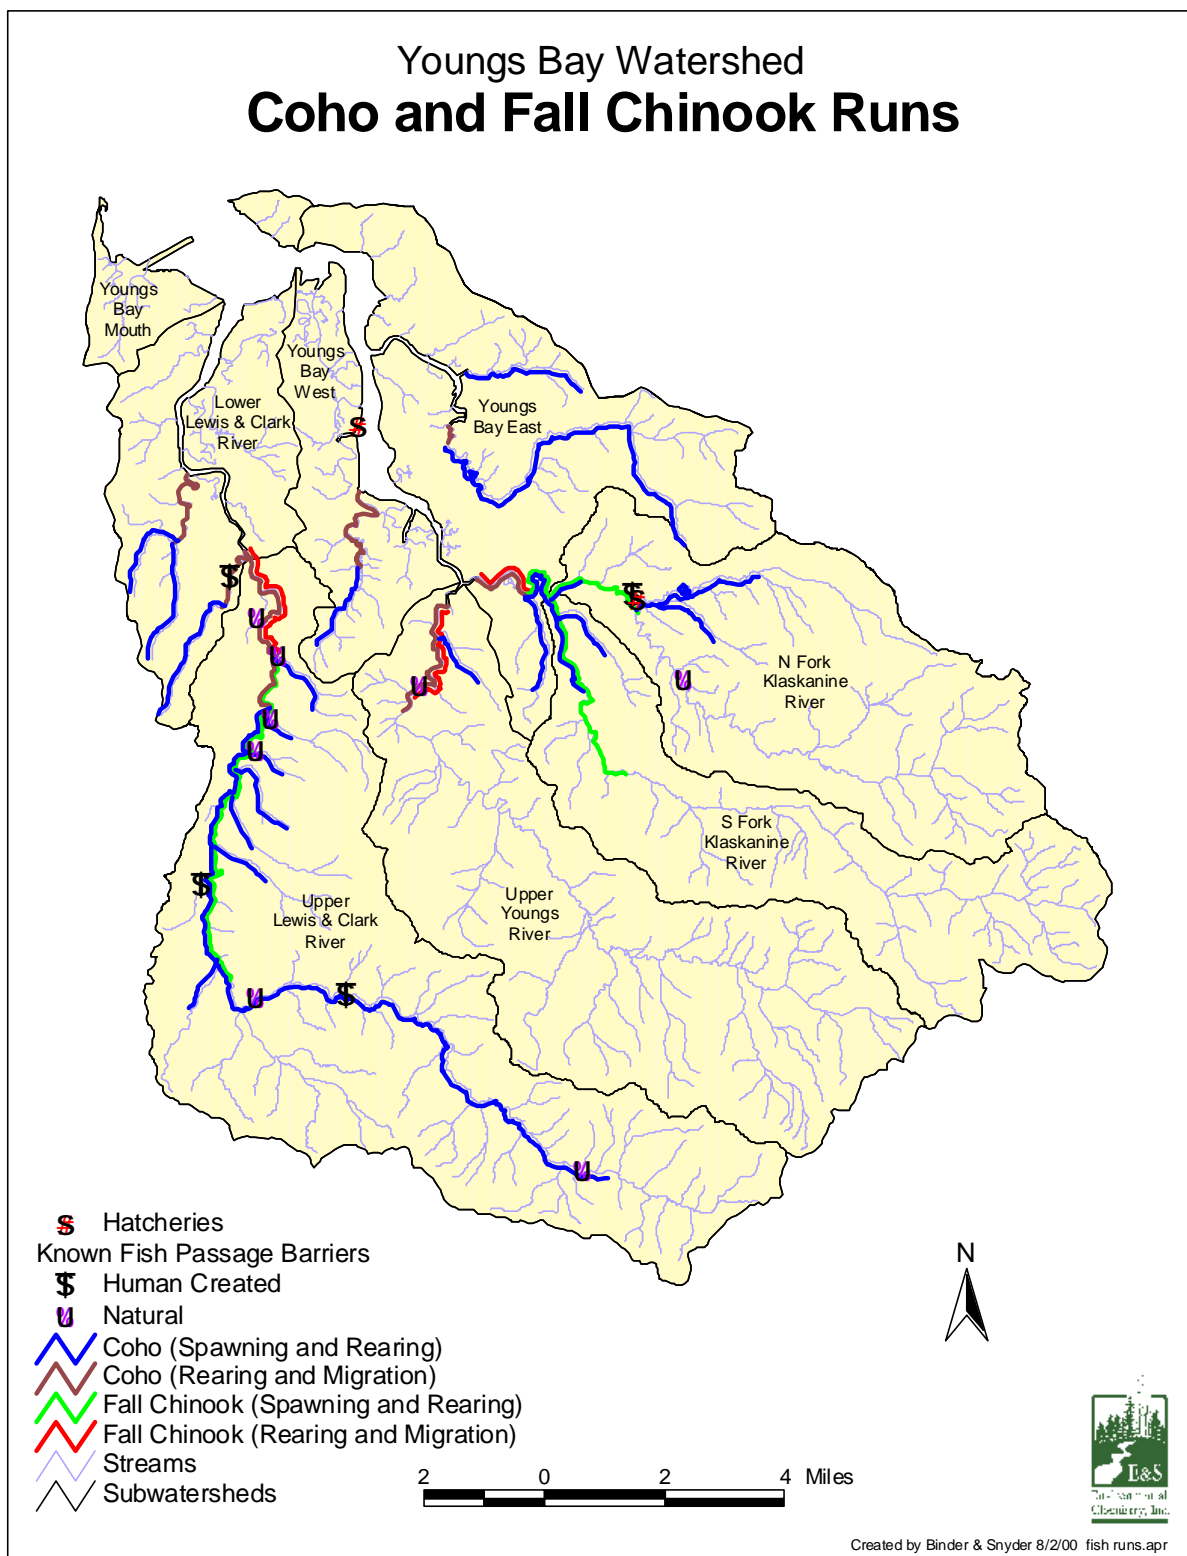 Youngs Bay Watershed
Coho and Fall Chinook Runs
Youngs
Bay
Mouth
Lower
Lewis & Clark
River
Youngs
Bay
West
Youngs
Bay East
N Fork
Klaskanine
River
S Fork
Klaskanine
River
Upper
Lewis & Clark
River
Upper
Youngs
River
Hatcheries
Known Fish Passage Barriers
Human Created
Natural
Coho (Spawning and Rearing)
Coho (Rearing and Migration)
Fall Chinook (Spawning and Rearing)
Fall Chinook (Rearing and Migration)
Streams
Subwatersheds
2 0 2 4 Miles
N
E&S
Environmental
Chemistry, Inc.
Created by Binder & Snyder 8/2/00 fish runs.apr